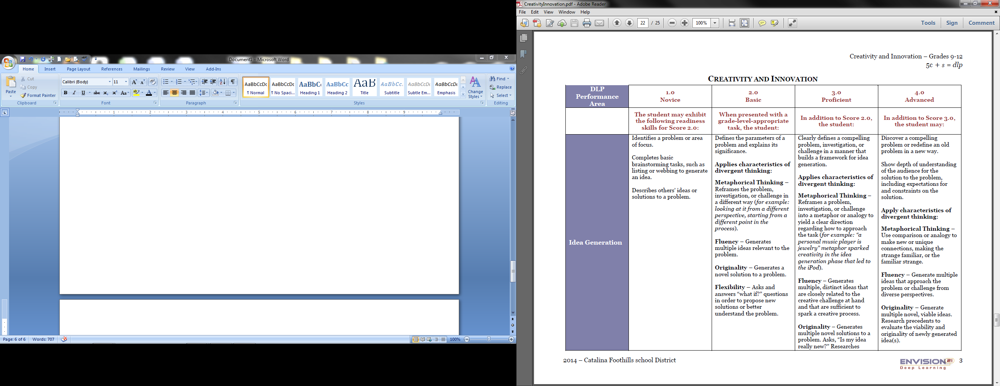 Document1 - Microsoft Word
Home Insert Page Layout References Mailings Review View Add-Ins
Paste
Cut
Copy
Format Painter
Clipboard
Calibri (Body) 11
Font
Paragraph
AaBbCcDc AaBbCcDc AaBbC AaBbCc AaB AaBbCc. AaBbCcDc AaBbCcDc
¶ Normal ¶ No Spaci... Heading 1 Heading 2 Title Subtitle Subtle Em... Emphasis
Change
Styles
Styles
Find
Replace
Select
Editing
1 2 3 4 5 6 7 8 9
Page: 6 of 6 Words: 707
100%
CreativityInnovation.pdf - Adobe Reader
File Edit View Window Help
22 / 25 100% Tools Sign Comment
Creativity and Innovation – Grades 9-12
5c + s = dlp
CREATIVITY AND INNOVATION
DLP
Performance
Area
1.0
Novice
2.0
Basic
3.0
Proficient
4.0
Advanced
The student may exhibit
the following readiness
skills for Score 2.0:
When presented with a
grade-level-appropriate
task, the student:
In addition to Score 2.0,
the student:
In addition to Score 3.0,
the student may:
Idea Generation
Identifies a problem or area
of focus.
Completes basic
brainstorming tasks, such as
listing or webbing to generate
an idea.
Describes others’ ideas or
solutions to a problem.
Defines the parameters of a
problem and explains its
significance.
Applies characteristics of
divergent thinking:
Metaphorical Thinking –
Reframes the problem,
investigation, or challenge in
a different way (for example:
looking at it from a different
perspective, starting from a
different point in the
process).
Fluency – Generates
multiple ideas relevant to the
problem.
Originality – Generates a
novel solution to a problem.
Flexibility – Asks and
answers “what if?” questions
in order to propose new
solutions or better
understand the problem.
Clearly defines a compelling
problem, investigation, or
challenge in a manner that
builds a framework for idea
generation.
Applies characteristics of
divergent thinking:
Metaphorical Thinking –
Reframes a problem,
investigation, or challenge
into a metaphor or analogy to
yield a clear direction
regarding how to approach
the task (for example: “a
personal music player is
jewelry” metaphor sparked
creativity in the idea
generation phase that led to
the iPod).
Fluency – Generates
multiple, distinct ideas that
are closely related to the
creative challenge at hand
and that are sufficient to
spark a creative process.
Originality – Generates
multiple novel solutions to a
problem. Asks, “Is my idea
really new?” Researches
Discover a compelling
problem or redefine an old
problem in a new way.
Show depth of understanding
of the audience for the
solution to the problem,
including expectations for
and constraints on the
solution.
Apply characteristics of
divergent thinking:
Metaphorical Thinking –
Use comparison or analogy to
make new or unique
connections, making the
strange familiar, or the
familiar strange.
Fluency – Generate multiple
ideas that approach the
problem or challenge from
diverse perspectives.
Originality – Generate
multiple novel, viable ideas.
Research precedents to
evaluate the viability and
originality of newly generated
idea(s).
2014 – Catalina Foothills school District
ENVISION21
Deep Learning
3